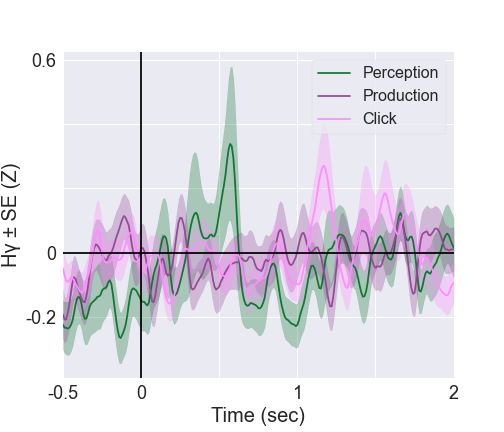 0.6
Perception
Production
Click
Hγ ± SE (Z)
0
-0.2
-0.5
0
1
2
Time (sec)